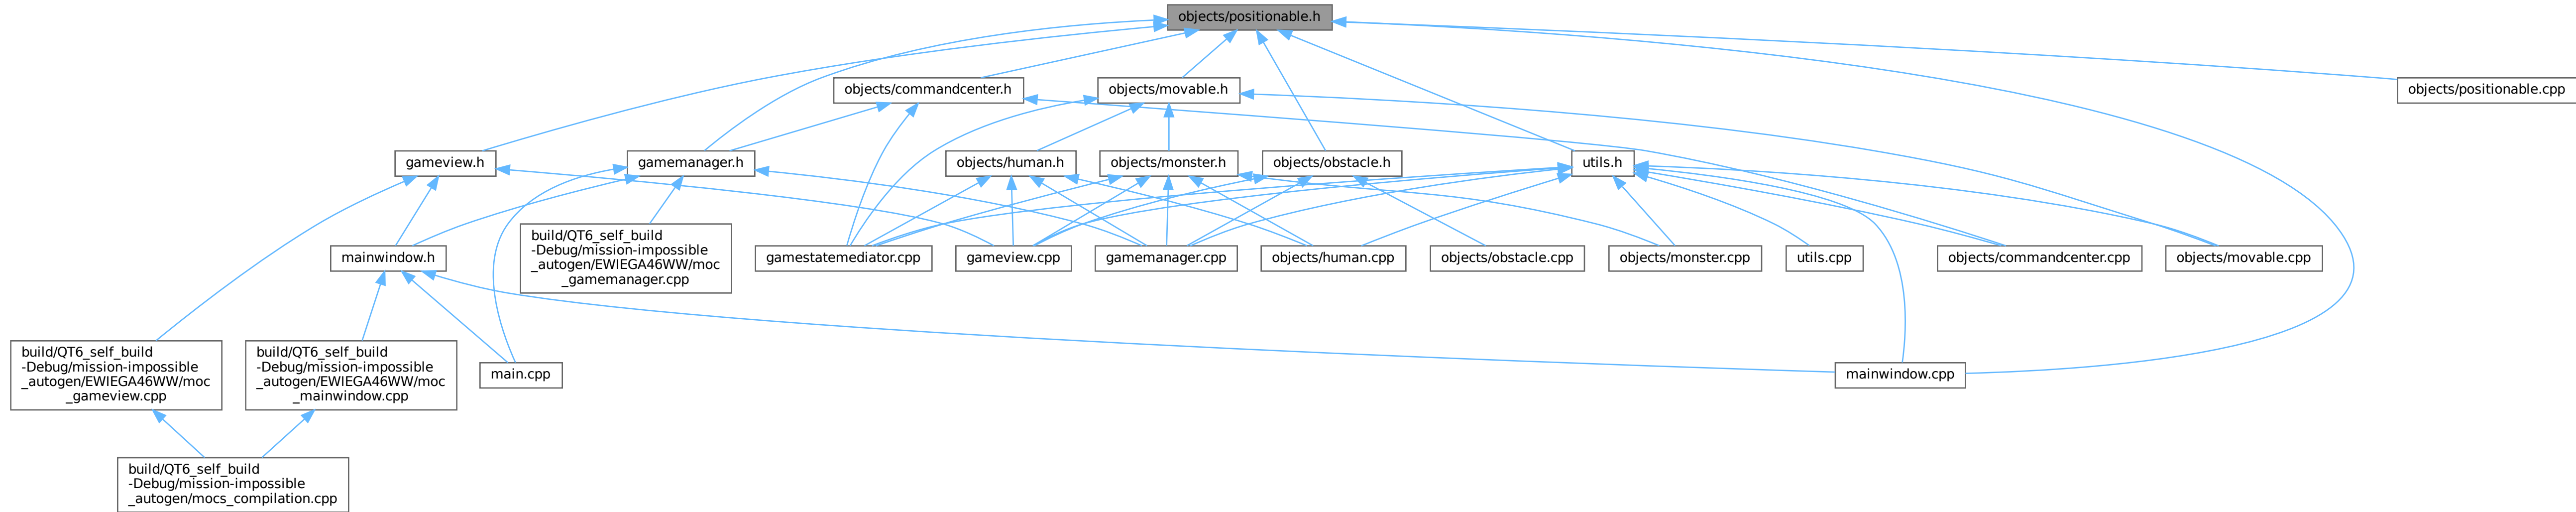 objects/positionable.h
objects/commandcenter.h
objects/movable.h
objects/positionable.cpp
gameview.h
gamemanager.h
objects/human.h
objects/monster.h
objects/obstacle.h
utils.h
mainwindow.h
build/QT6_self_build
-Debug/mission-impossible
_autogen/EWIEGA46WW/moc
_gamemanager.cpp
gamestatemediator.cpp
gameview.cpp
gamemanager.cpp
objects/human.cpp
objects/obstacle.cpp
objects/monster.cpp
utils.cpp
objects/commandcenter.cpp
objects/movable.cpp
build/QT6_self_build
-Debug/mission-impossible
_autogen/EWIEGA46WW/moc
_gameview.cpp
build/QT6_self_build
-Debug/mission-impossible
_autogen/EWIEGA46WW/moc
_mainwindow.cpp
main.cpp
mainwindow.cpp
build/QT6_self_build
-Debug/mission-impossible
_autogen/mocs_compilation.cpp